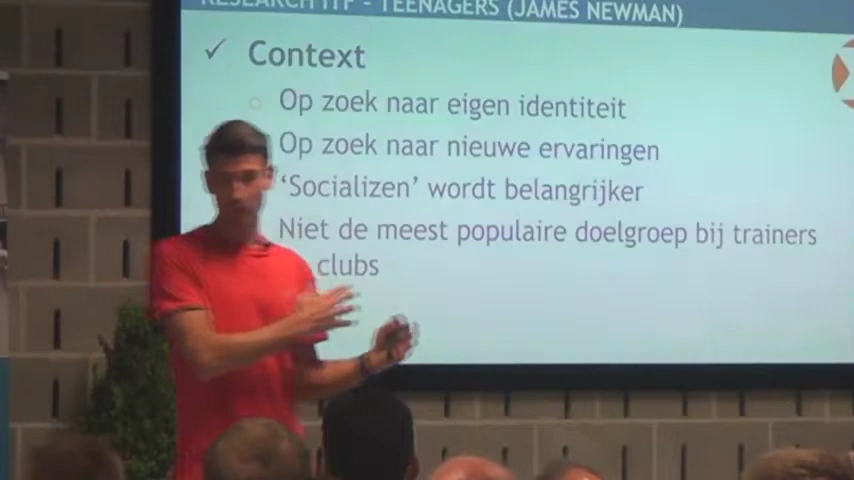 RESEARCH ITF - TEENAGERS (JAMES NEWMAN)
✓ Context
Op zoek naar eigen identiteit
Op zoek naar nieuwe ervaringen
‘Socializen’ wordt belangrijker
Niet de meest populaire doelgroep bij trainers
clubs